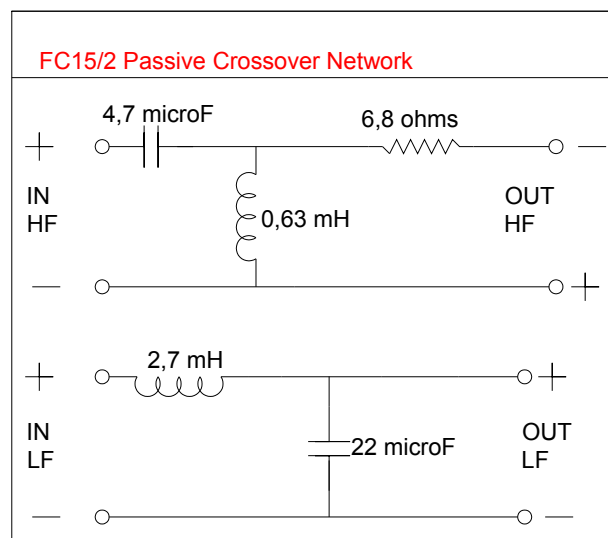 FC15/2 Passive Crossover Network
4,7 microF
6,8 ohms
+
−
IN
HF
0,63 mH
OUT
HF
−
+
2,7 mH
+
+
IN
LF
22 microF
OUT
LF
−
−